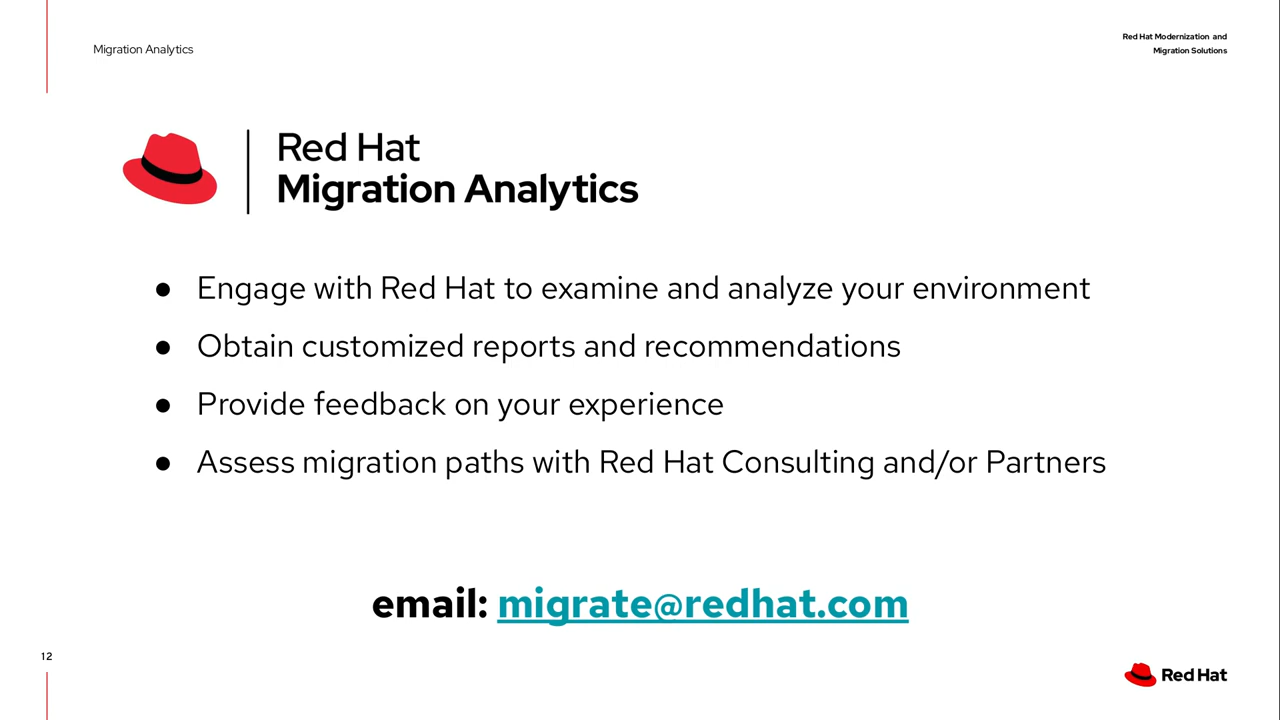 Migration Analytics
Red Hat Modernization and
Migration Solutions
Red Hat
Migration Analytics
● Engage with Red Hat to examine and analyze your environment
● Obtain customized reports and recommendations
● Provide feedback on your experience
● Assess migration paths with Red Hat Consulting and/or Partners
email: migrate@redhat.com
12
Red Hat